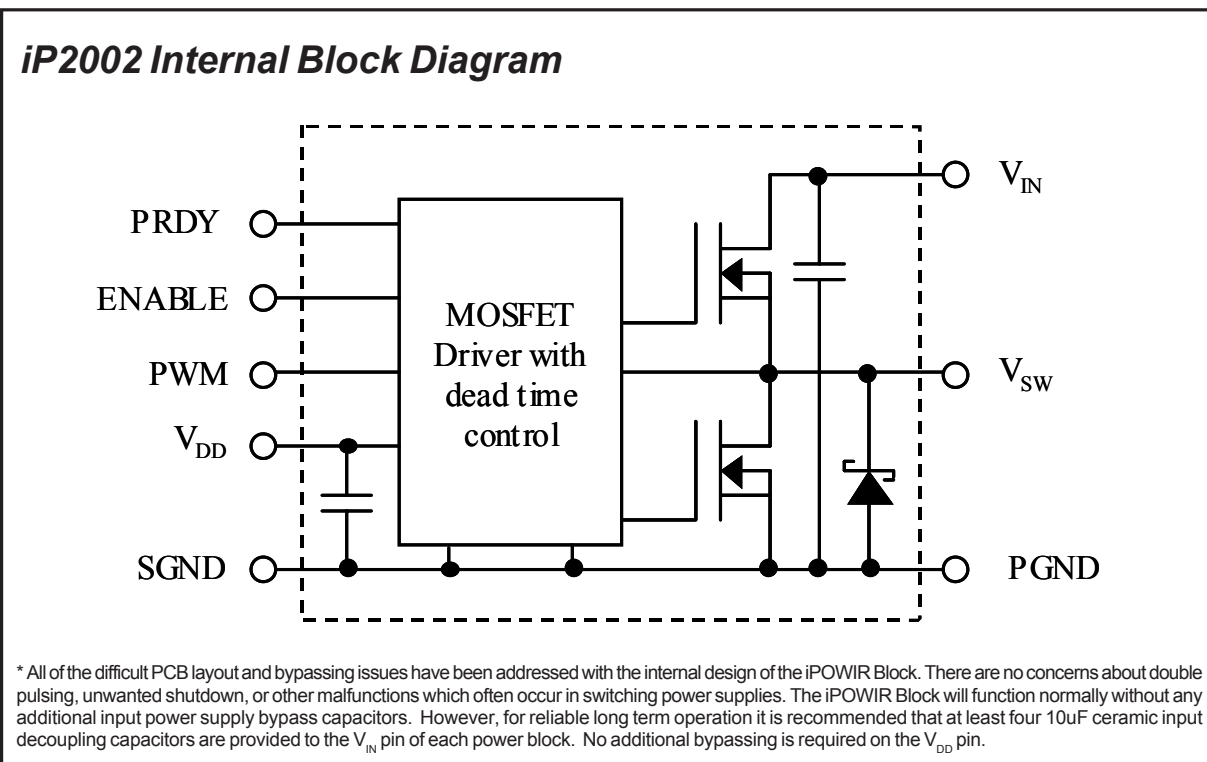 iP2002 Internal Block Diagram
V_IN
PRDY
ENABLE
MOSFET
Driver with
dead time
control
PWM
V_SW
V_DD
SGND
PGND
* All of the difficult PCB layout and bypassing issues have been addressed with the internal design of the iPOWIR Block. There are no concerns about double
pulsing, unwanted shutdown, or other malfunctions which often occur in switching power supplies. The iPOWIR Block will function normally without any
additional input power supply bypass capacitors. However, for reliable long term operation it is recommended that at least four 10uF ceramic input
decoupling capacitors are provided to the V_IN pin of each power block. No additional bypassing is required on the V_DD pin.